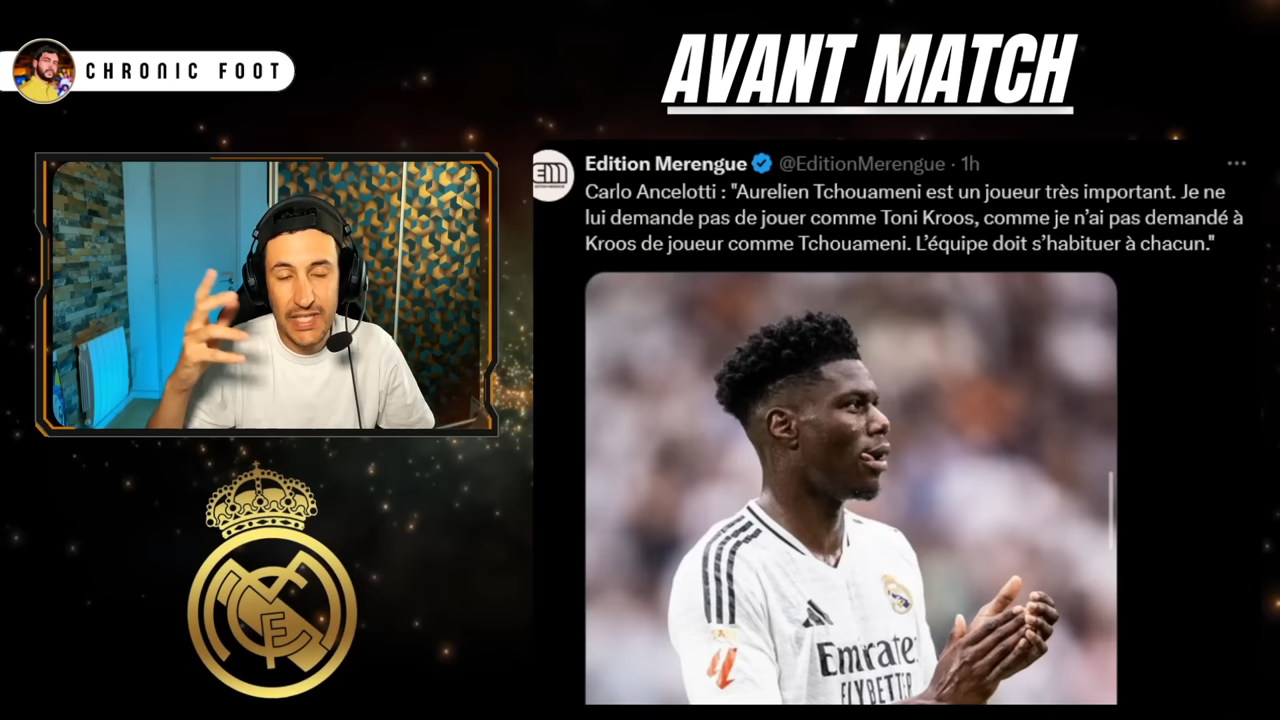 CHRONIC FOOT
AVANT MATCH
EM
Edition Merengue @EditionMerengue · 1h
Carlo Ancelotti : "Aurelien Tchouameni est un joueur très important. Je ne
lui demande pas de jouer comme Toni Kroos, comme je n'ai pas demandé à
Kroos de joueur comme Tchouameni. L'équipe doit s'habituer à chacun."
Emirates
FLY BETTER